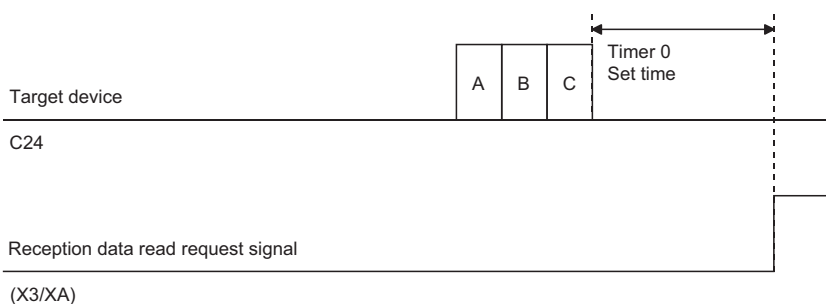 Timer 0
Set time
A B C
Target device
C24
Reception data read request signal
(X3/XA)